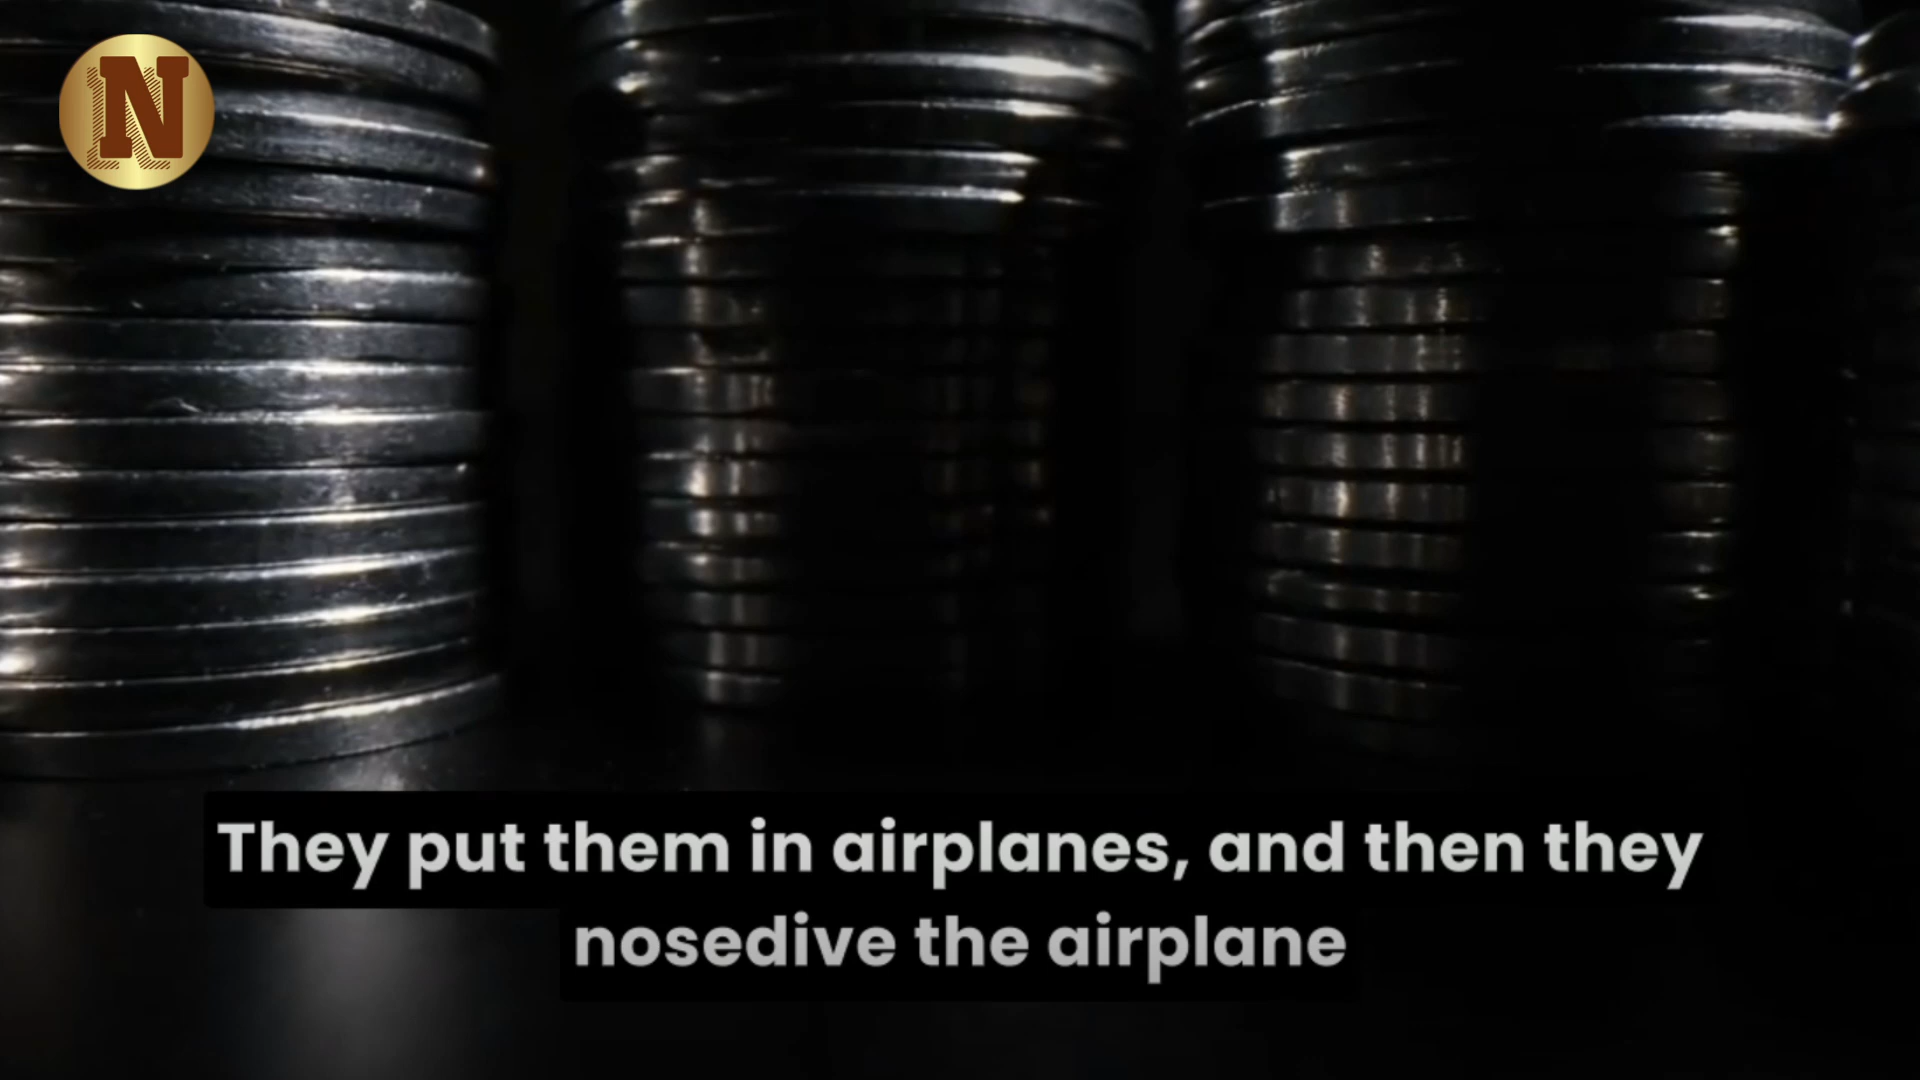 N
They put them in airplanes, and then they
nosedive the airplane